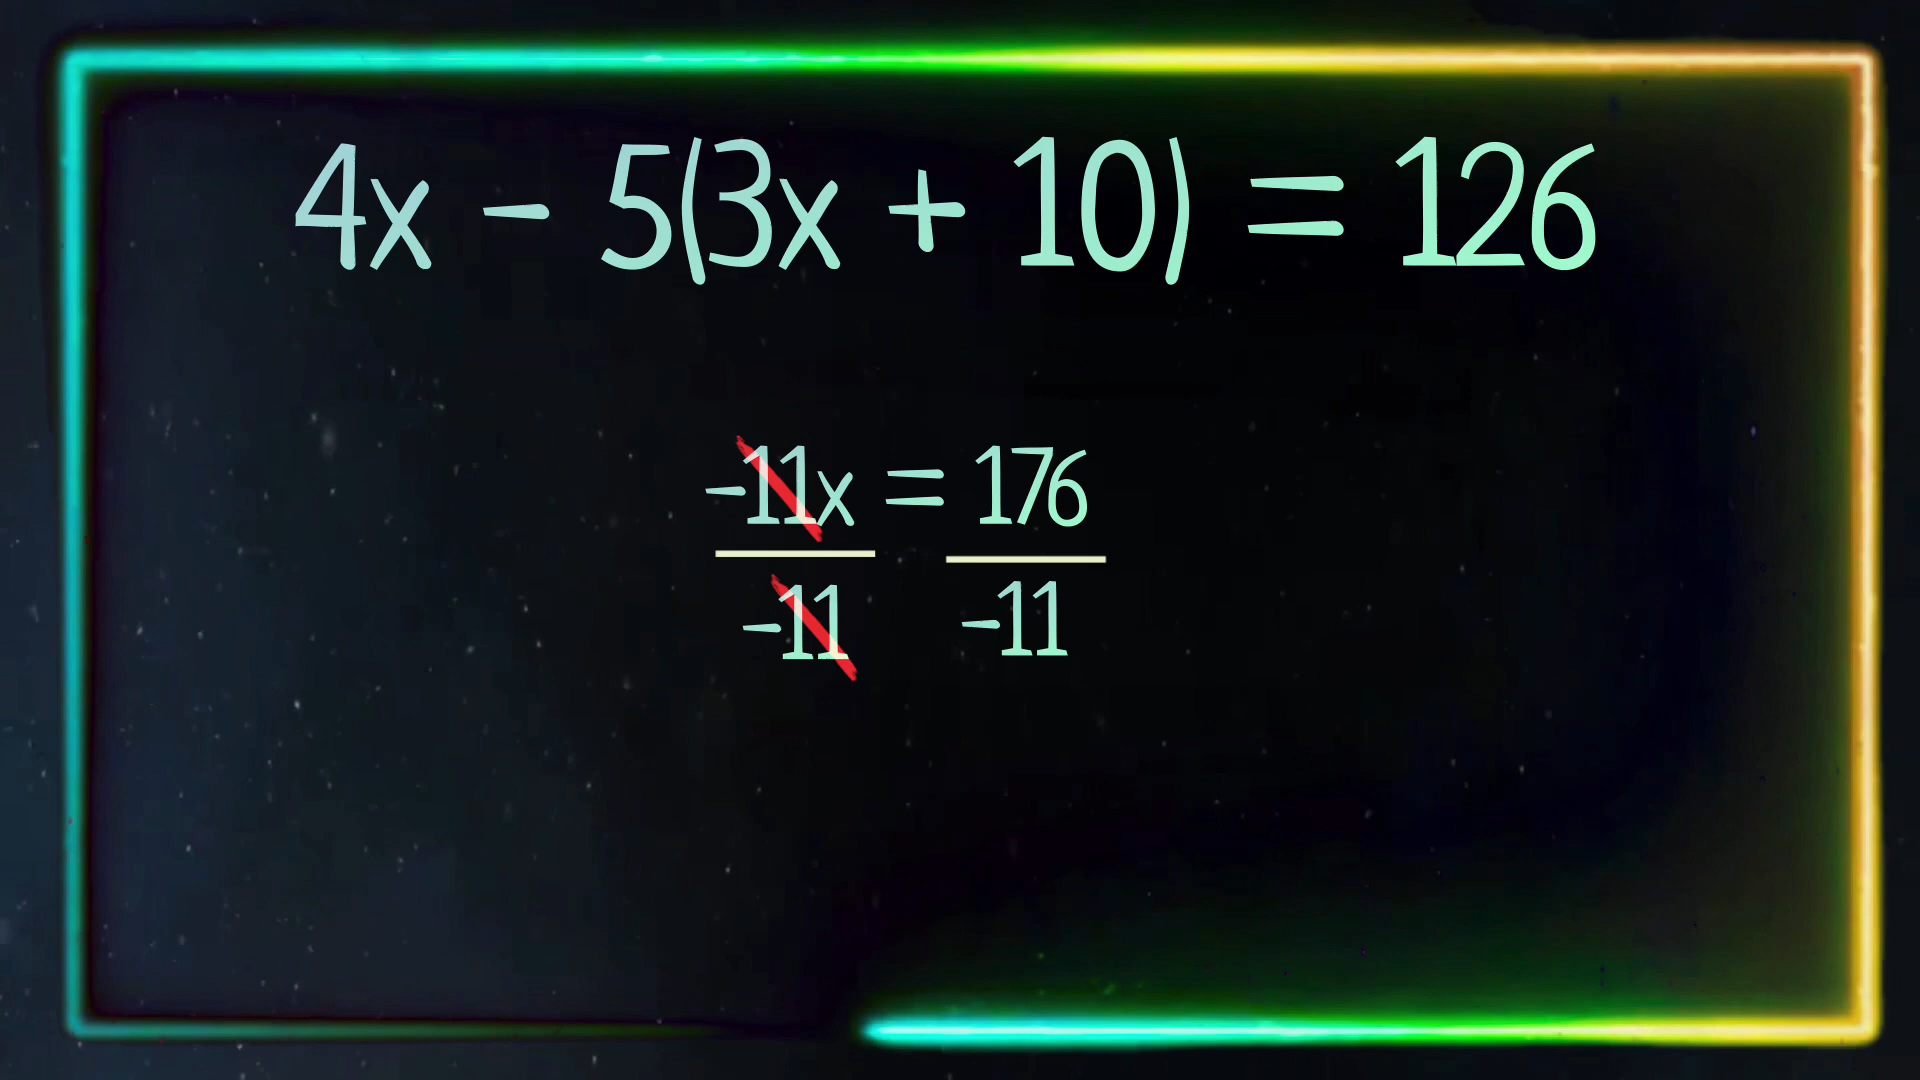 4x - 5(3x + 10) = 126
-11x = 176
-11 -11